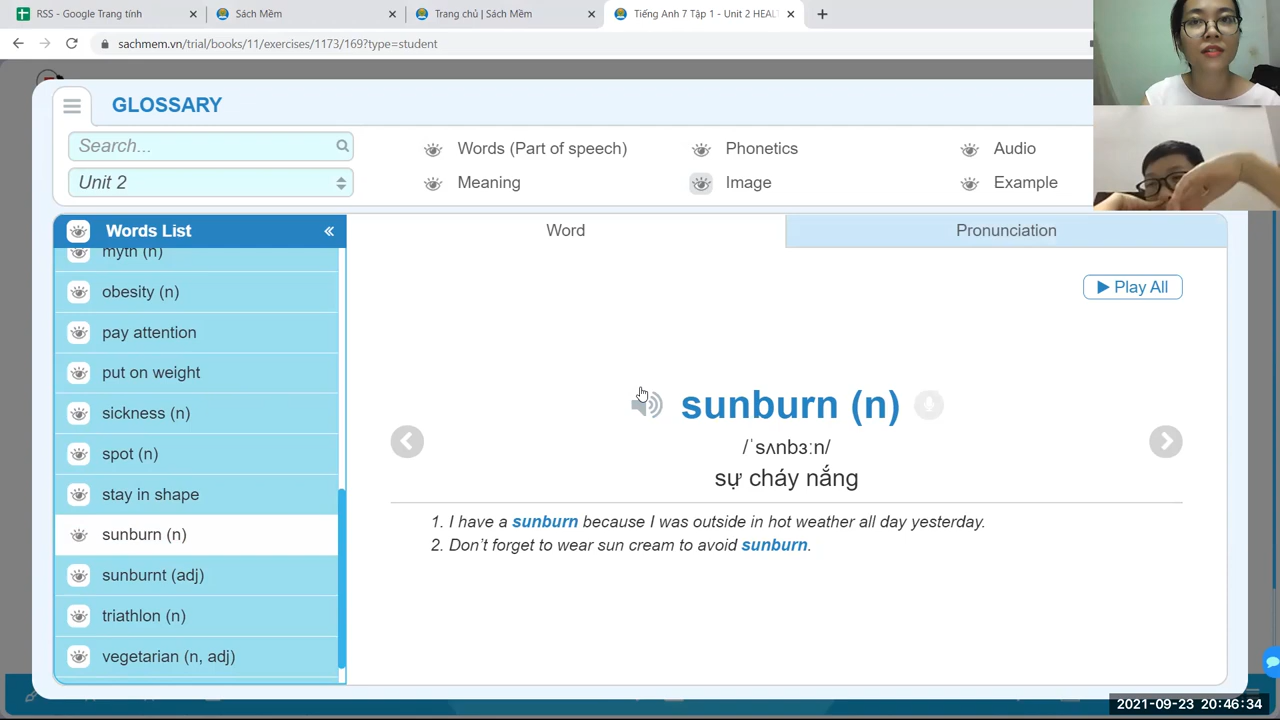 RSS - Google Trang tính
Sách Mềm
Trang chủ | Sách Mềm
Tiếng Anh 7 Tập 1 - Unit 2 HEAL
sachmem.vn/trial/books/11/exercises/1173/169?type=student
GLOSSARY
Search...
Unit 2
Words (Part of speech)
Phonetics
Audio
Meaning
Image
Example
Words List
«
myth (n)
obesity (n)
pay attention
put on weight
sickness (n)
spot (n)
stay in shape
sunburn (n)
sunburnt (adj)
triathlon (n)
vegetarian (n, adj)
Word
Pronunciation
Play All
sunburn (n)
/ˈsʌnbɜːn/
sự cháy nắng
1. I have a sunburn because I was outside in hot weather all day yesterday.
2. Don't forget to wear sun cream to avoid sunburn.
2021-09-23 20:46:34